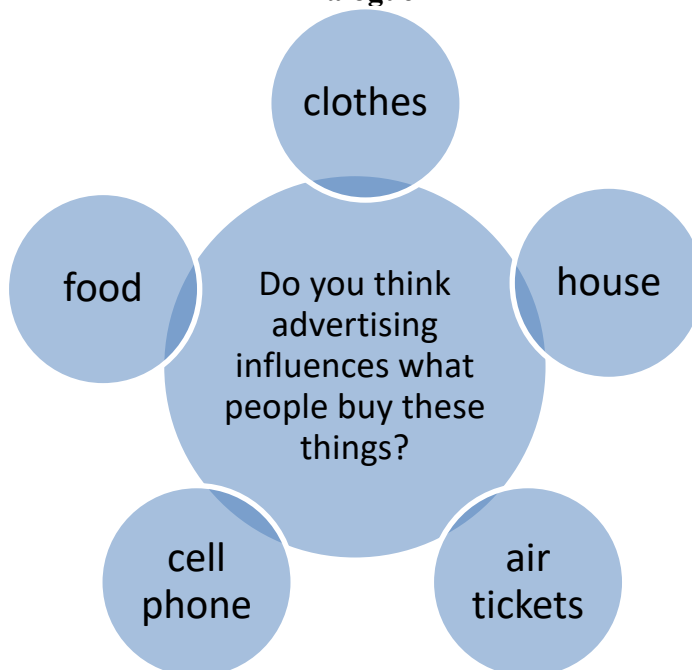 clothes
food
house
Do you think
advertising
influences what
people buy these
things?
cell
phone
air
tickets